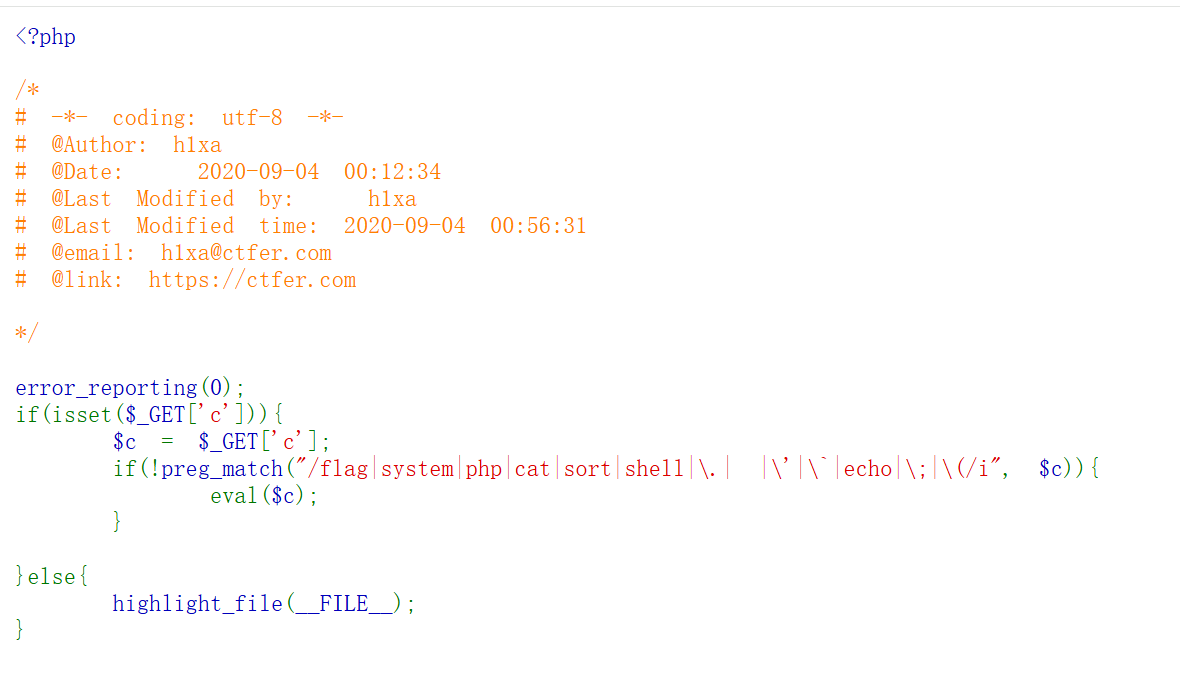 <?php
/*
# -*- coding: utf-8 -*-
# @Author: h1xa
# @Date:   2020-09-04 00:12:34
# @Last Modified by:   h1xa
# @Last Modified time: 2020-09-04 00:56:31
# @email: h1xa@ctfer.com
# @link: https://ctfer.com
*/
error_reporting(0);
if(isset($_GET['c'])){
    $c = $_GET['c'];
    if(!preg_match("/flag|system|php|cat|sort|shell|\.| |\'|\`|echo|\;|\(/i", $c)){
        eval($c);
    }
}else{
    highlight_file(__FILE__);
}